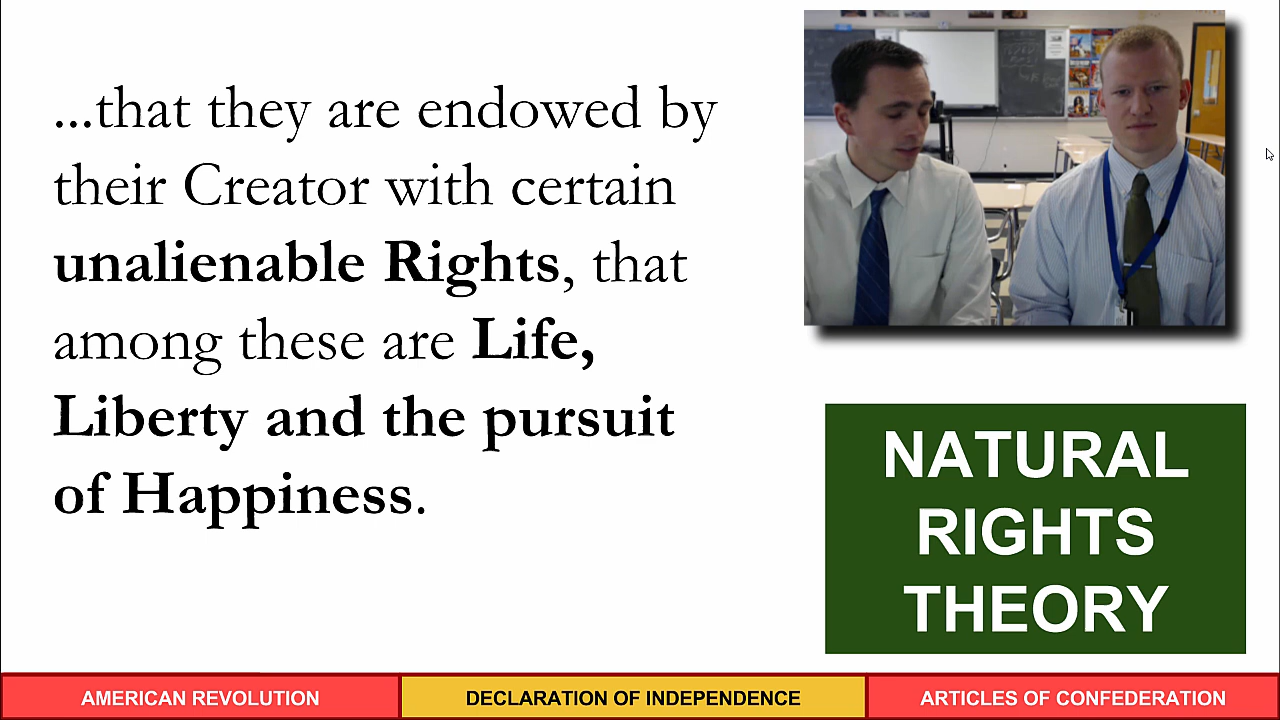 ...that they are endowed by
their Creator with certain
unalienable Rights, that
among these are Life,
Liberty and the pursuit
of Happiness.
NATURAL
RIGHTS
THEORY
AMERICAN REVOLUTION
DECLARATION OF INDEPENDENCE
ARTICLES OF CONFEDERATION